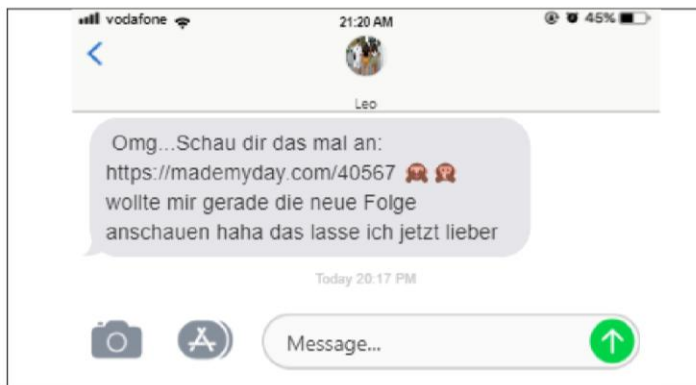 vodafone 21:20 AM 45%
Leo
Omg...Schau dir das mal an:
https://mademyday.com/40567 🙈 🙊
wollte mir gerade die neue Folge
anschauen haha das lasse ich jetzt lieber
Today 20:17 PM
Message...